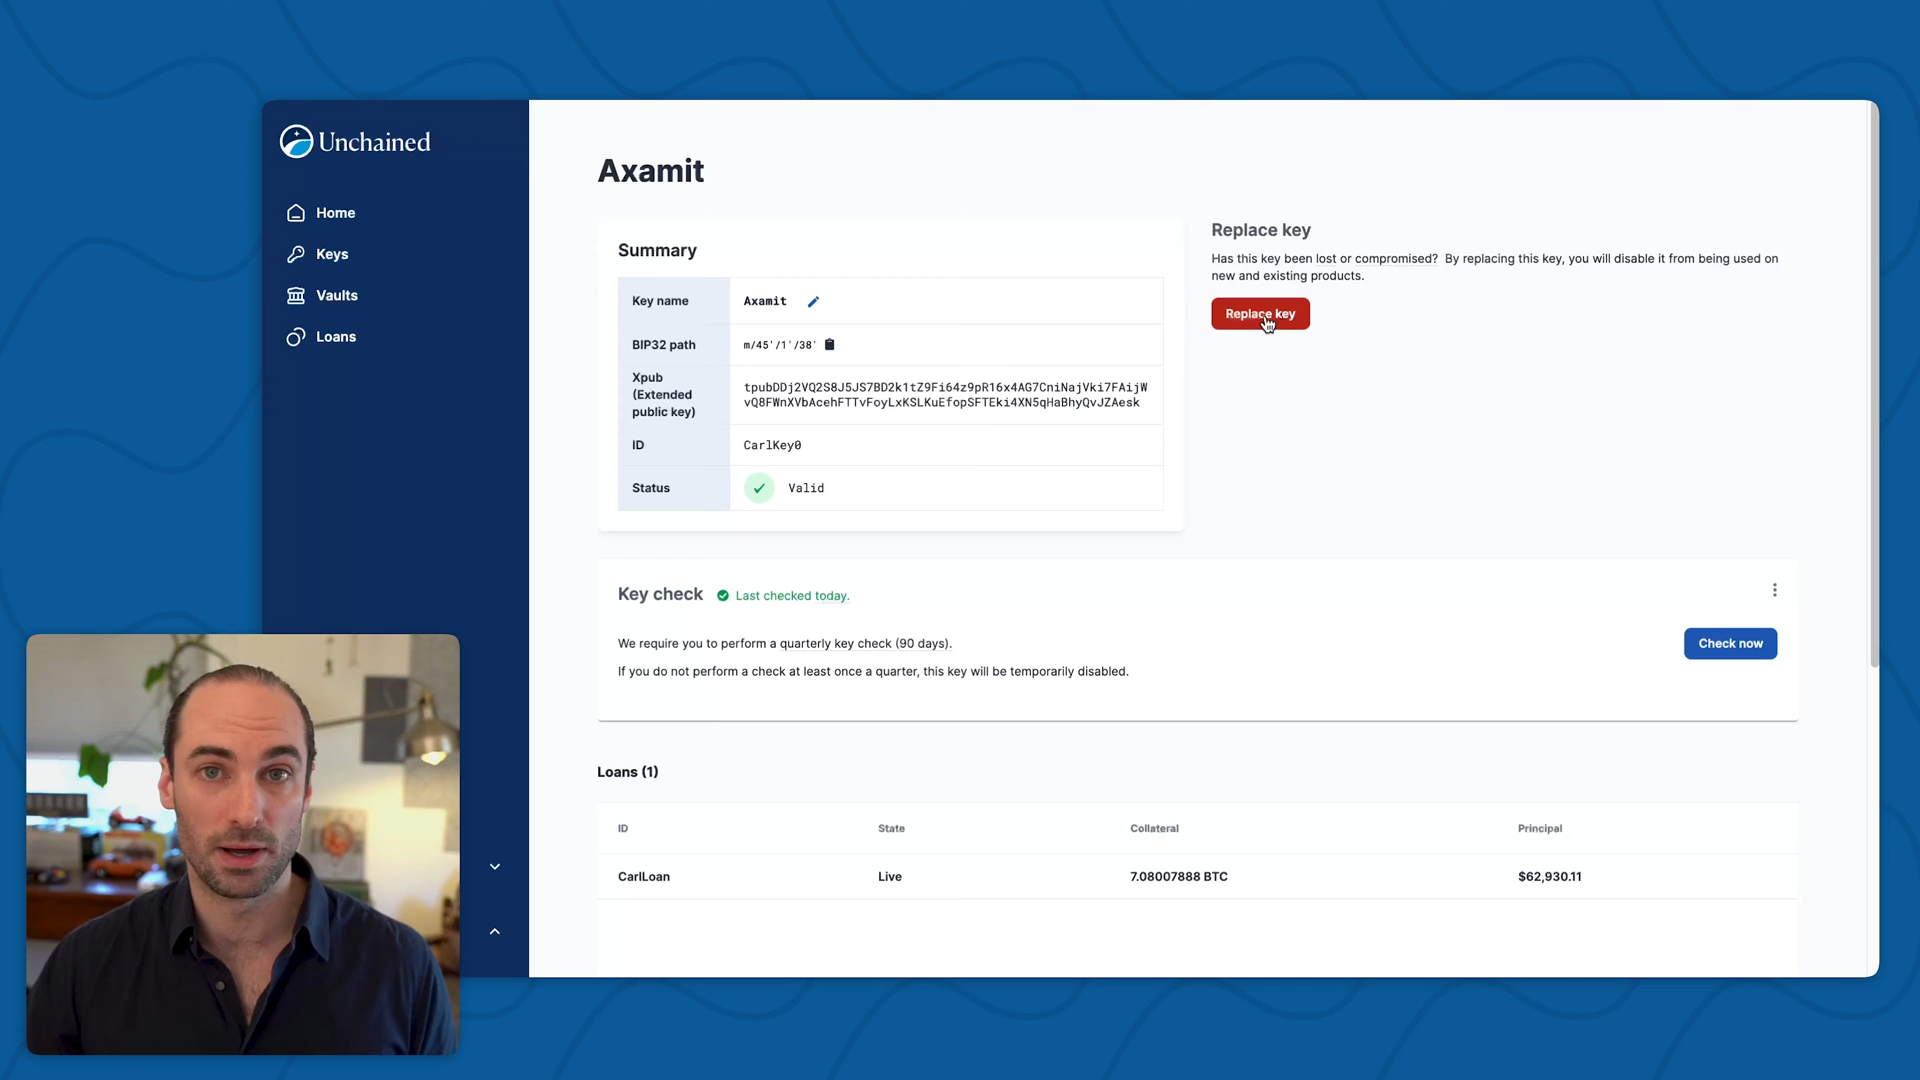 Unchained
Home
Keys
Vaults
Loans
Axamit
Summary
Key name
Axamit
BIP32 path
m/45'/1'/38'
Xpub
(Extended
public key)
tpubDDj2VQ2S8J5JS7BD2k1tZ9Fi64z9pR16x4AG7CniNajVki7FAijW
vQ8FWnXVbAcehFTTvFoyLxKSLKuEfopSFTEki4XN5qHaBhyQvJZAesk
ID
CarlKey0
Status
Valid
Replace key
Has this key been lost or compromised? By replacing this key, you will disable it from being used on
new and existing products.
Replace key
Key check
Last checked today.
We require you to perform a quarterly key check (90 days).
If you do not perform a check at least once a quarter, this key will be temporarily disabled.
Check now
Loans (1)
ID
State
Collateral
Principal
CarlLoan
Live
7.08007888 BTC
$62,930.11